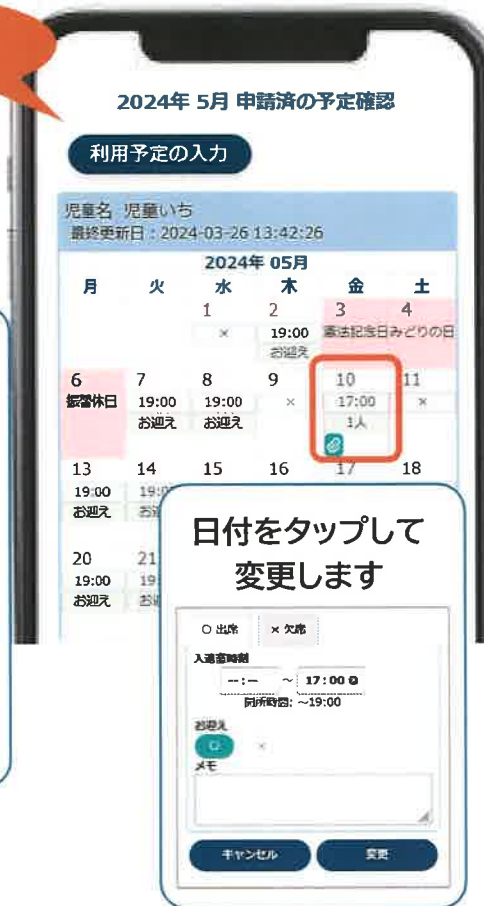 2024年 5月 申請済の予定確認
利用予定の入力
児童名 児童いち
最終更新日：2024-03-26 13:42:26
2024年 05月
月 火 水 木 金 土
1 2 3 4
× 19:00 憲法記念日 みどりの日
お迎え
6 7 8 9 10 11
振替休日 19:00 19:00 × 17:00 ×
お迎え お迎え 1人
13 14 15 16 17 18
19:00 19:0
お迎え
20 21
19:00 19
お迎え
日付をタップして
変更します
○ 出席 × 欠席
入退室時刻
--:-- ～ 17:00
開所時間: ～19:00
お迎え
○ ×
メモ
キャンセル 変更